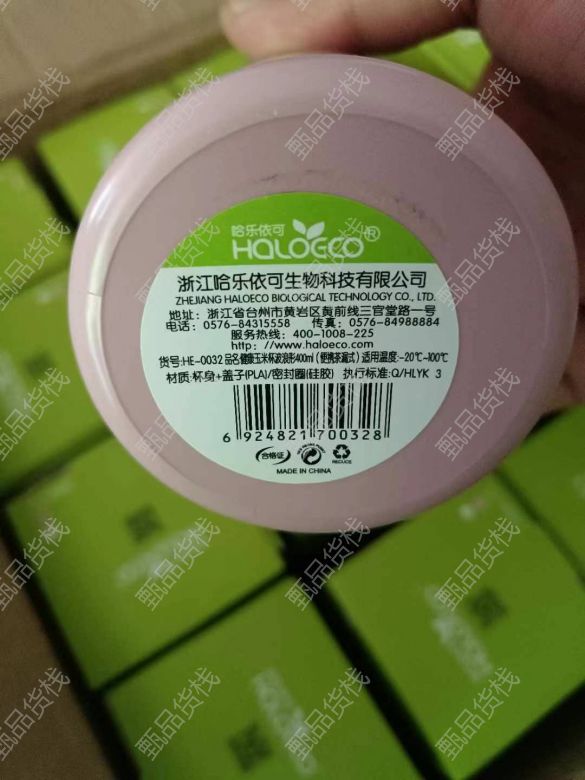 哈乐依可
HALOECO®
浙江哈乐依可生物科技有限公司
ZHEJIANG HALOECO BIOLOGICAL TECHNOLOGY CO., LTD.
地址: 浙江省台州市黄岩区黄前线三官堂路一号
电话: 0576-84315558 传真: 0576-84988884
服务热线: 400-1008-225
http: //www.haloeco.com
货号:HE-0032 品名:健康玉米杯波浪形400ml(便携茶漏式) 适用温度:-20℃~100℃
材质:杯身+盖子(PLA)/密封圈(硅胶) 执行标准:Q/HLYK 3
6 924821 700328
合格证
REDUCE
MADE IN CHINA
甄品货栈